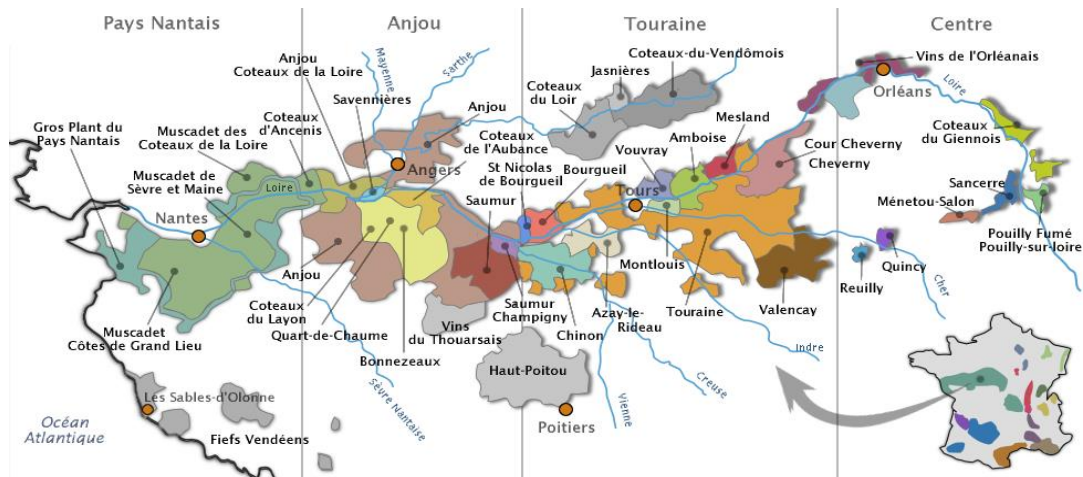 Pays Nantais
Anjou
Touraine
Centre
Mayenne
Sarthe
Anjou
Coteaux de la Loire
Savennières
Coteaux
d'Ancenis
Muscadet des
Coteaux de la Loire
Gros Plant du
Pays Nantais
Muscadet de
Sèvre et Maine
Loire
Nantes
Anjou
Angers
Coteaux
de l'Aubance
St Nicolas
de Bourgueil
Bourgueil
Saumur
Coteaux
du Loir
Jasnières
Coteaux-du-Vendômois
Vouvray
Amboise
Mesland
Tours
Cour Cheverny
Cheverny
Vins de l'Orléanais
Orléans
Loire
Coteaux
du Giennois
Sancerre
Ménetou-Salon
Pouilly Fumé
Pouilly-sur-loire
Quincy
Reuilly
Cher
Muscadet
Côtes de Grand Lieu
Anjou
Coteaux
du Layon
Quart-de-Chaume
Bonnezeaux
Vins
du Thouarsais
Saumur
Champigny
Chinon
Azay-le-
Rideau
Montlouis
Touraine
Valencay
Indre
Creuse
Vienne
Haut-Poitou
Poitiers
Sèvre Nantaise
Les Sables-d'Olonne
Fiefs Vendéens
Océan
Atlantique